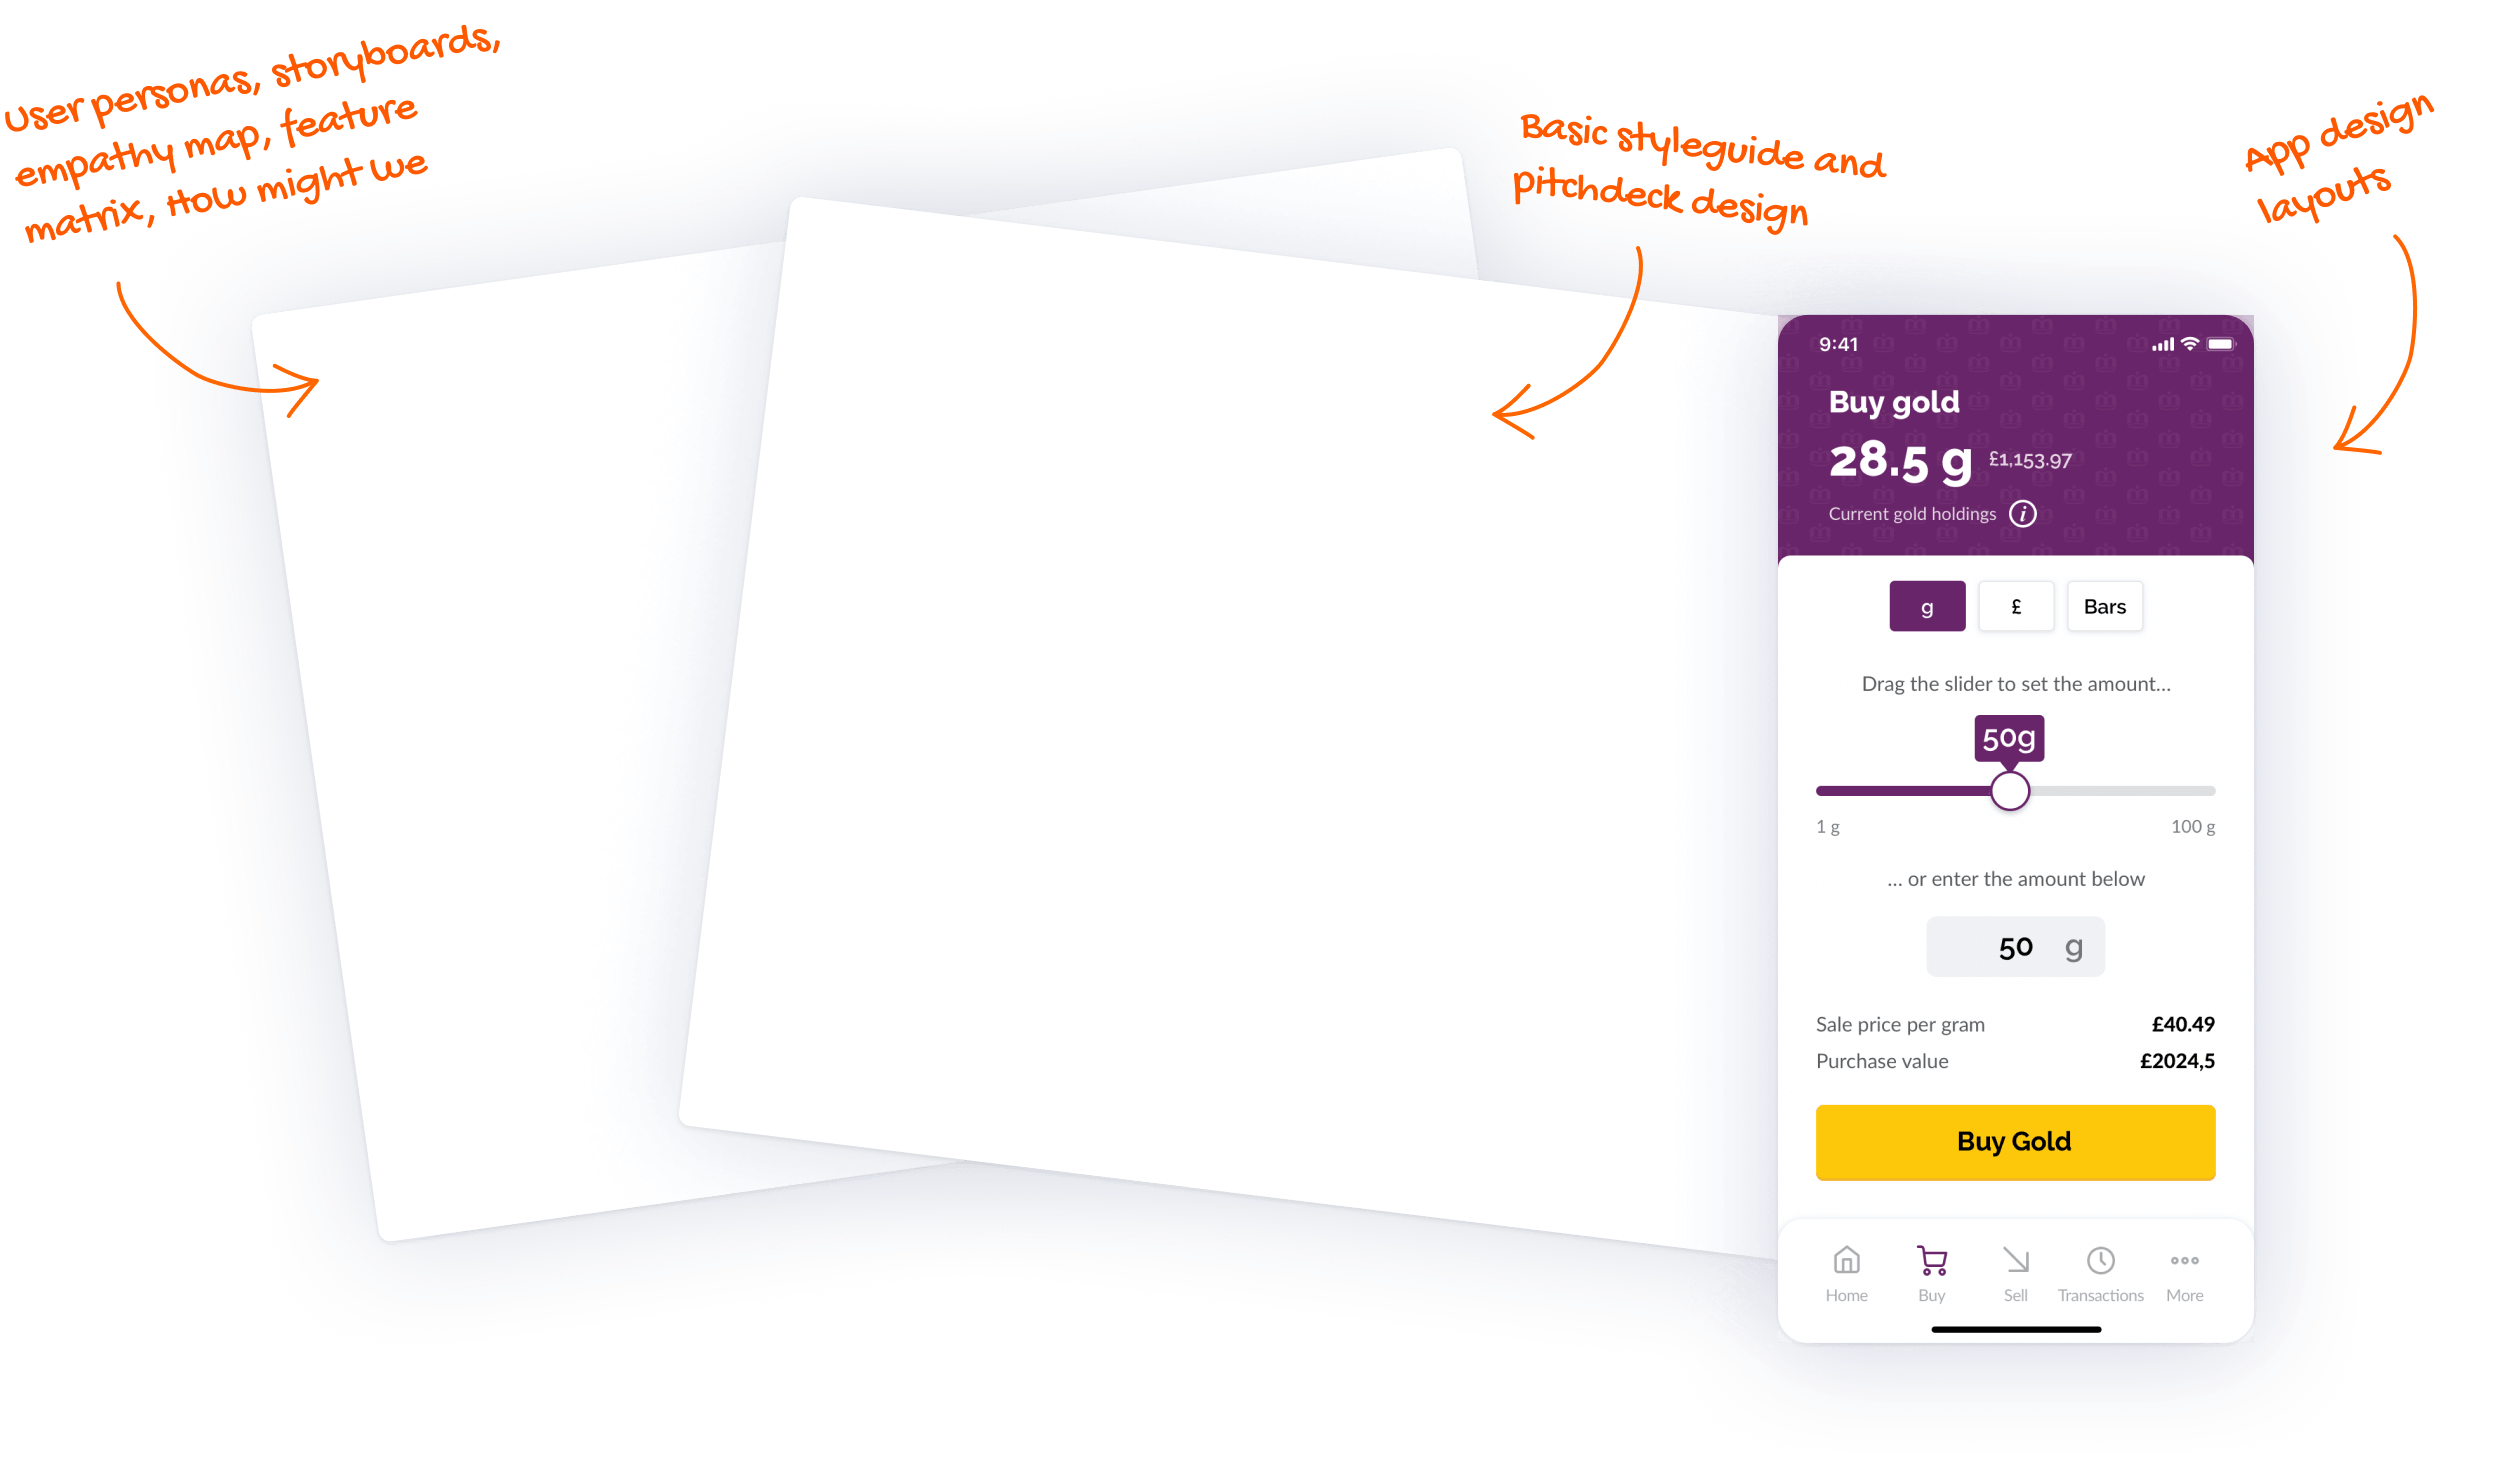 User personas, storyboards,
empathy map, feature
matrix, How might we
Basic styleguide and
pitchdeck design
App design
layouts
9:41
Buy gold
28.5 g £1,153.97
Current gold holdings i
g £ Bars
Drag the slider to set the amount...
50g
1 g 100 g
... or enter the amount below
50 g
Sale price per gram £40.49
Purchase value £2024,5
Buy Gold
Home Buy Sell Transactions More